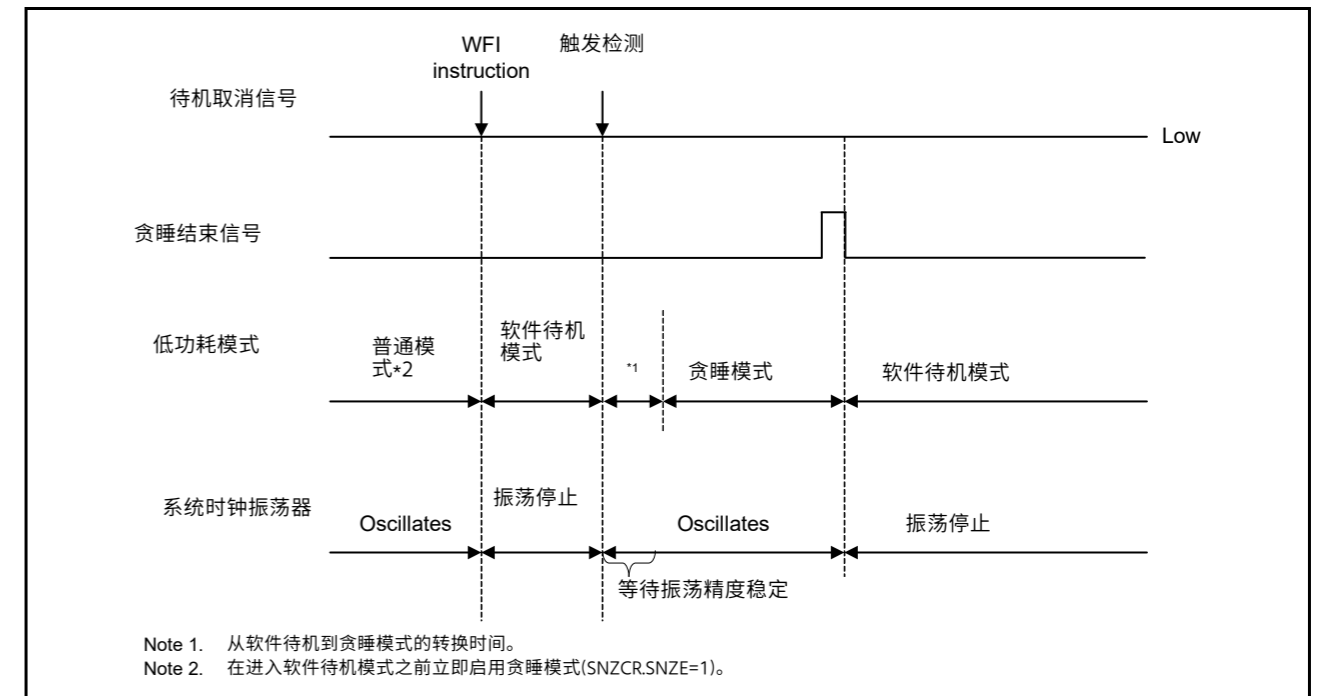 WFI
instruction
触发检测
待机取消信号
Low
贪睡结束信号
低功耗模式
普通模
式*2
软件待机
模式
*1
贪睡模式
软件待机模式
系统时钟振荡器
Oscillates
振荡停止
Oscillates
振荡停止
等待振荡精度稳定
Note 1. 从软件待机到贪睡模式的转换时间。
Note 2. 在进入软件待机模式之前立即启用贪睡模式(SNZCR.SNZE=1)。